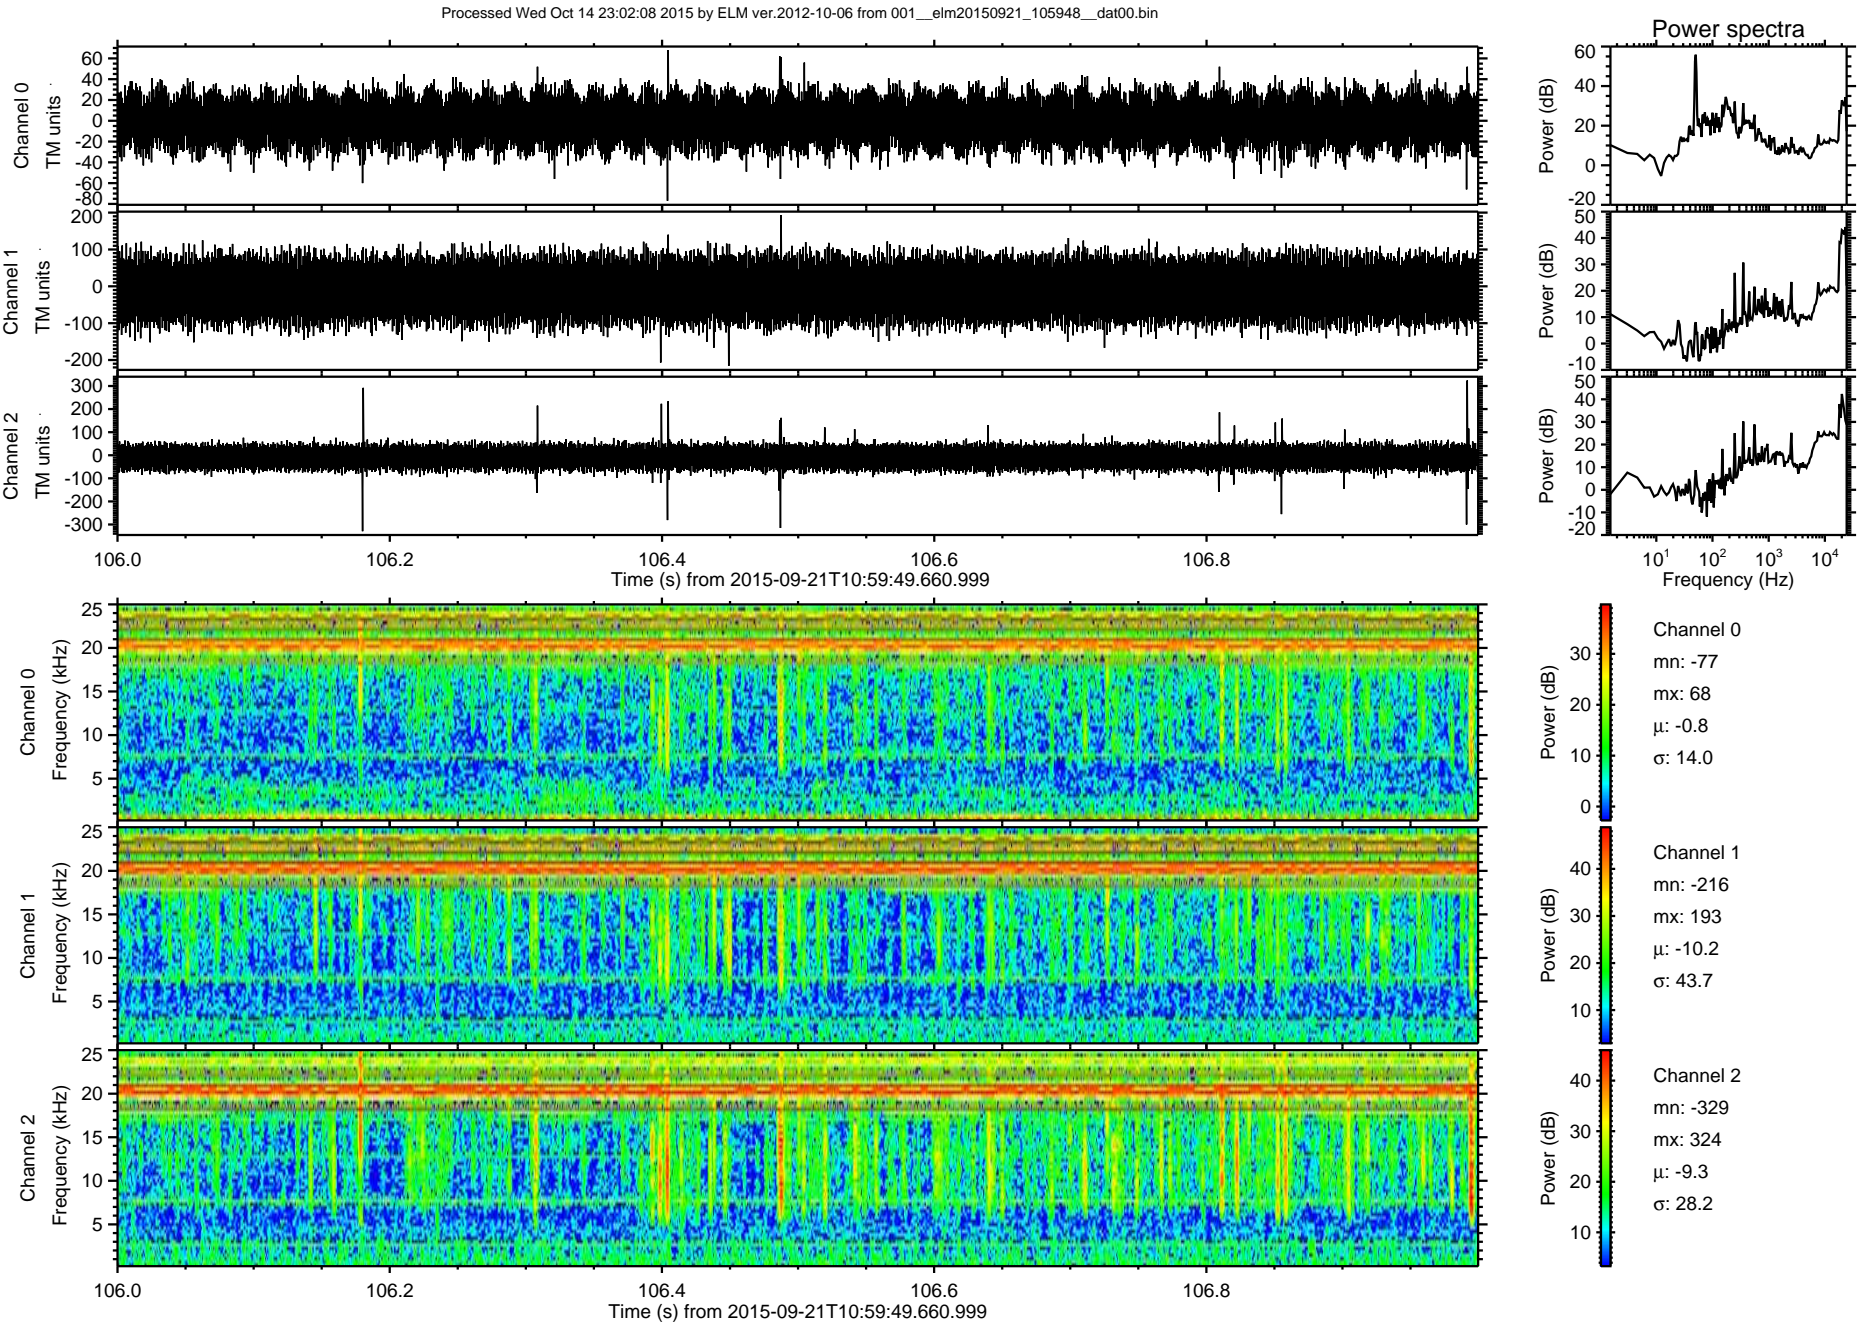 Processed Wed Oct 14 23:02:08 2015 by ELM ver.2012-10-06 from 001__elm20150921_105948__dat00.bin
Power spectra
Channel 0
TM units
60
40
20
0
-20
-40
-60
-80
Power (dB)
60
40
20
0
-20
Channel 1
TM units
200
100
0
-100
-200
Power (dB)
50
40
30
20
10
0
-10
Channel 2
TM units
300
200
100
0
-100
-200
-300
Power (dB)
50
40
30
20
10
0
-10
-20
106.0 106.2 106.4 106.6 106.8
Time (s) from 2015-09-21T10:59:49.660.999
10^1 10^2 10^3 10^4
Frequency (Hz)
Channel 0
Frequency (kHz)
25
20
15
10
5
Power (dB)
30
20
10
0
Channel 0
mn: -77
mx: 68
μ: -0.8
σ: 14.0
Channel 1
Frequency (kHz)
25
20
15
10
5
Power (dB)
40
30
20
10
Channel 1
mn: -216
mx: 193
μ: -10.2
σ: 43.7
Channel 2
Frequency (kHz)
25
20
15
10
5
Power (dB)
40
30
20
10
Channel 2
mn: -329
mx: 324
μ: -9.3
σ: 28.2
106.0 106.2 106.4 106.6 106.8
Time (s) from 2015-09-21T10:59:49.660.999